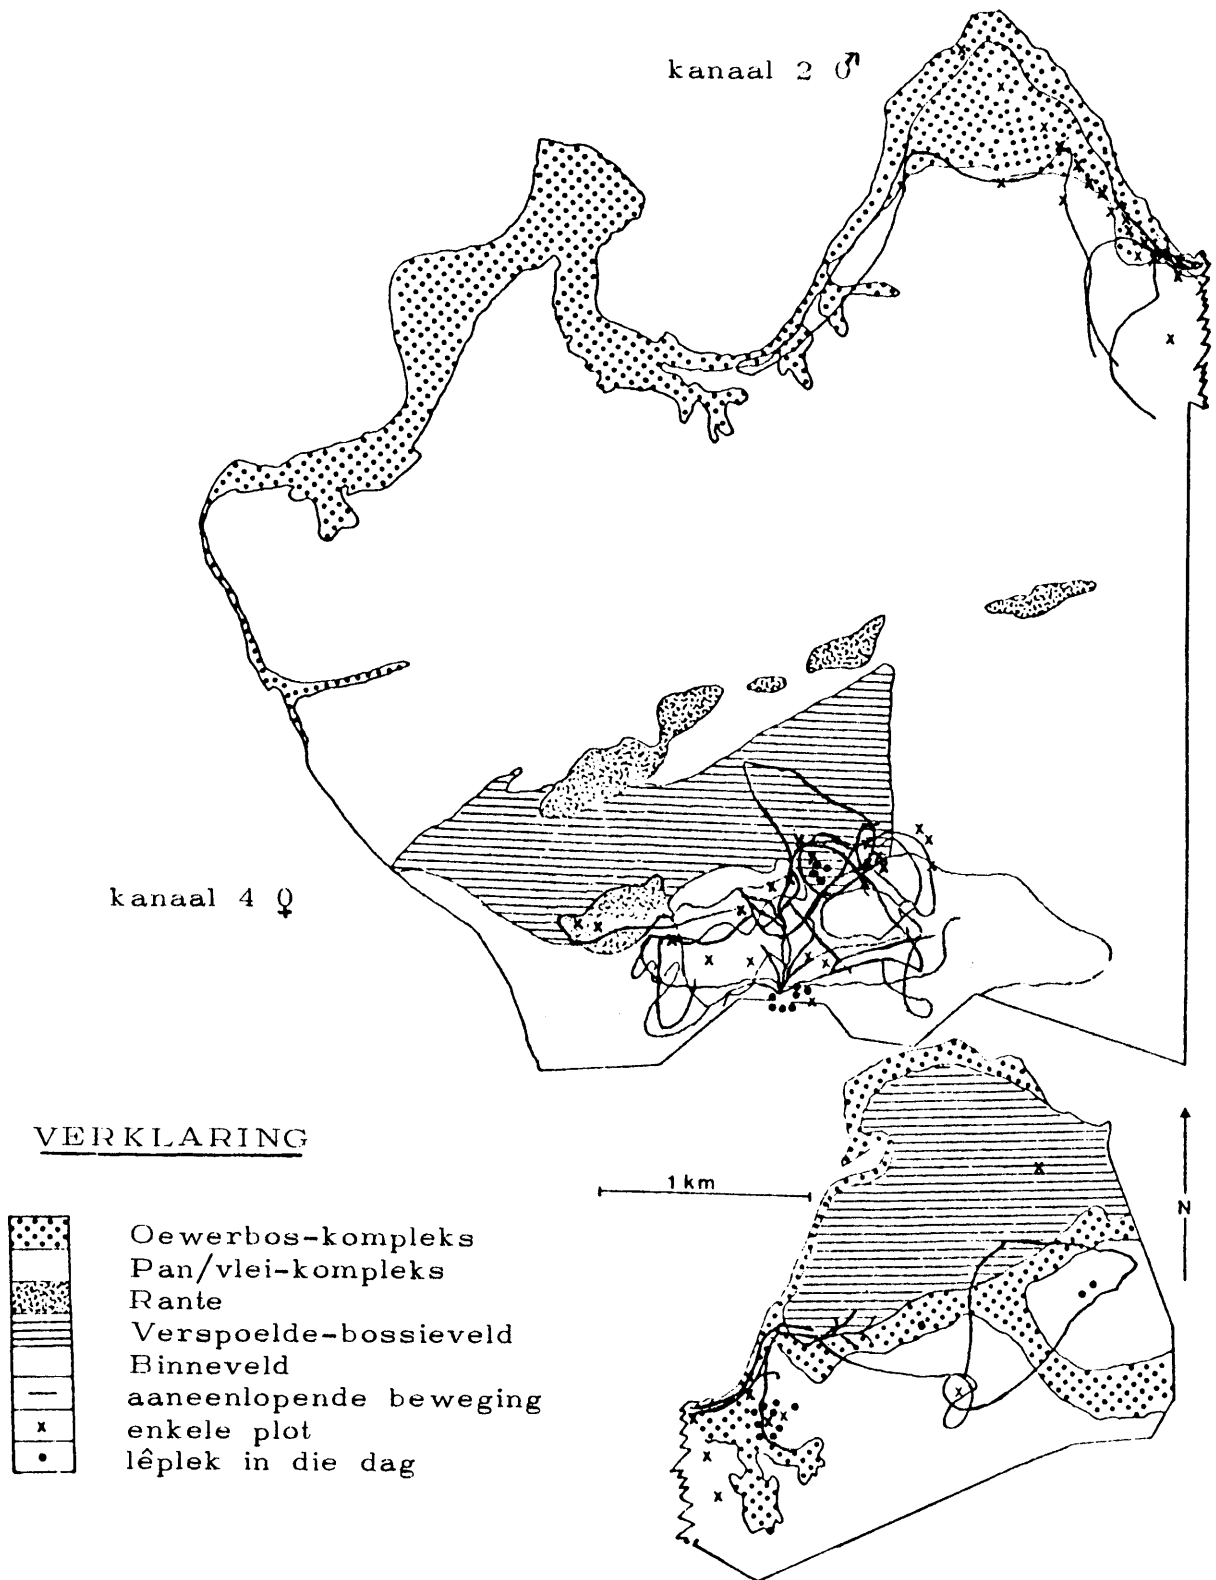 kanaal 2 ♂
kanaal 4 ♀
VERKLARING
1 km
N
Oewerbos-kompleks
Pan/vlei-kompleks
Rante
Verspoelde-bossieveld
Binneveld
aaneenlopende beweging
x enkele plot
lêplek in die dag